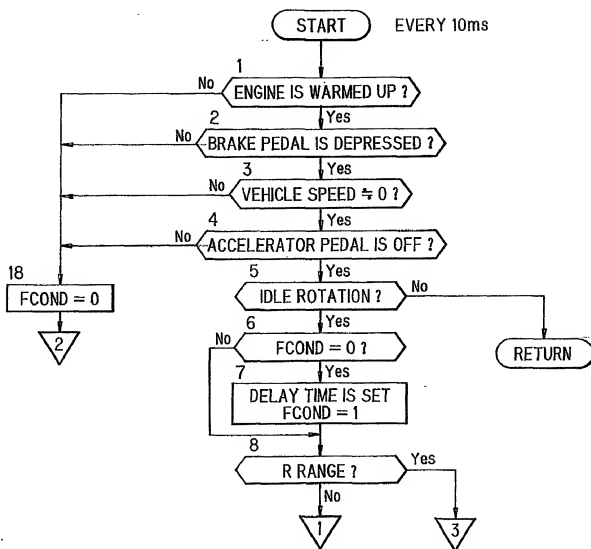 START
EVERY 10ms
1
No
ENGINE IS WARMED UP ?
Yes
2
No
BRAKE PEDAL IS DEPRESSED ?
Yes
3
No
VEHICLE SPEED ≒ 0 ?
Yes
4
No
ACCELERATOR PEDAL IS OFF ?
Yes
18
FCOND = 0
2
5
IDLE ROTATION ?
No
Yes
RETURN
6
No
FCOND = 0 ?
Yes
7
DELAY TIME IS SET
FCOND = 1
8
R RANGE ?
Yes
No
1
3